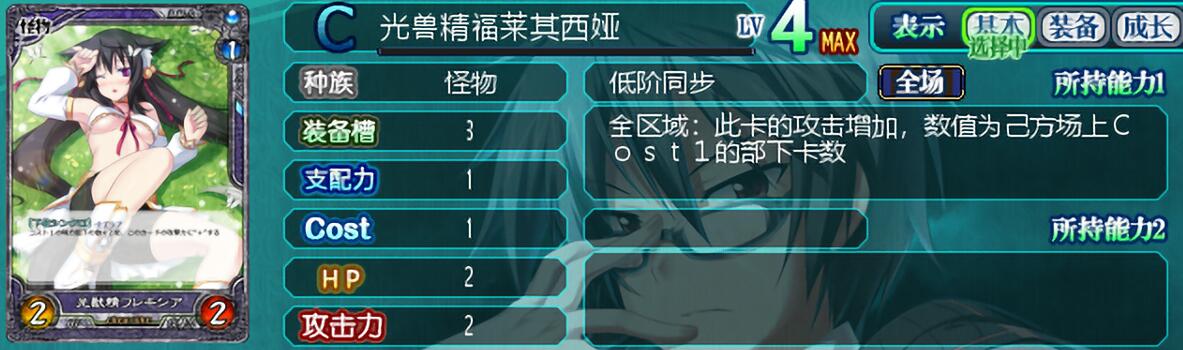 怪物
1
C 光兽精福莱其西娅 LV 4 MAX
表示 基本 装备 成长
选择中
种族 怪物
低阶同步 全场 所持能力1
装备槽 3
全区域：此卡的攻击增加，数值为己方场上C
ost1的部下卡数
支配力 1
Cost 1
所持能力2
HP 2
攻击力 2
光獣精フレキシア
2 2